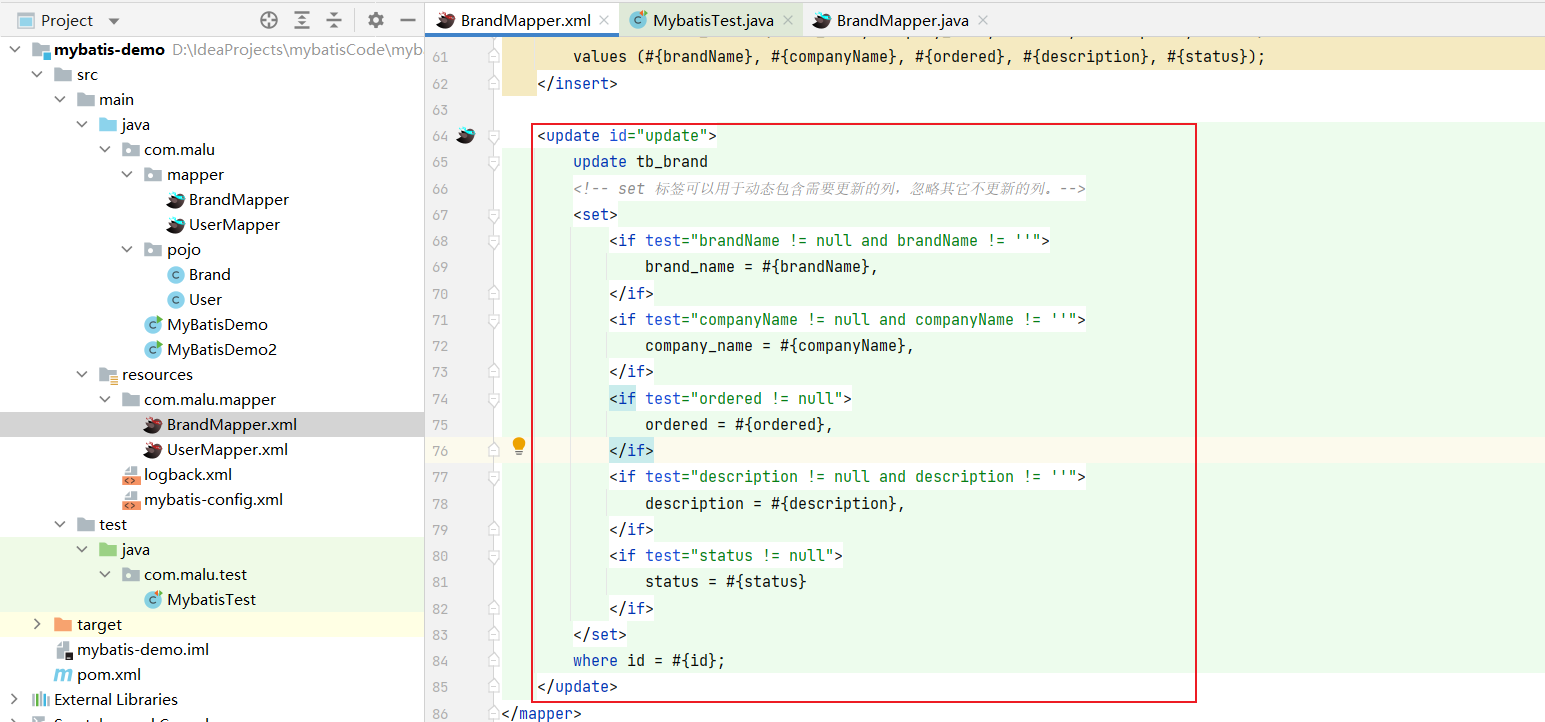 Project
mybatis-demo D:\IdeaProjects\mybatisCode\myb
src
main
java
com.malu
mapper
BrandMapper
UserMapper
pojo
Brand
User
MyBatisDemo
MyBatisDemo2
resources
com.malu.mapper
BrandMapper.xml
UserMapper.xml
logback.xml
mybatis-config.xml
test
java
com.malu.test
MybatisTest
target
mybatis-demo.iml
pom.xml
External Libraries
BrandMapper.xml MybatisTest.java BrandMapper.java
61 values (#{brandName}, #{companyName}, #{ordered}, #{description}, #{status});
62 </insert>
63
64 <update id="update">
65 update tb_brand
66 <!-- set 标签可以用于动态包含需要更新的列，忽略其它不更新的列。-->
67 <set>
68 <if test="brandName != null and brandName != ''">
69 brand_name = #{brandName},
70 </if>
71 <if test="companyName != null and companyName != ''">
72 company_name = #{companyName},
73 </if>
74 <if test="ordered != null">
75 ordered = #{ordered},
76 </if>
77 <if test="description != null and description != ''">
78 description = #{description},
79 </if>
80 <if test="status != null">
81 status = #{status}
82 </if>
83 </set>
84 where id = #{id};
85 </update>
86 </mapper>